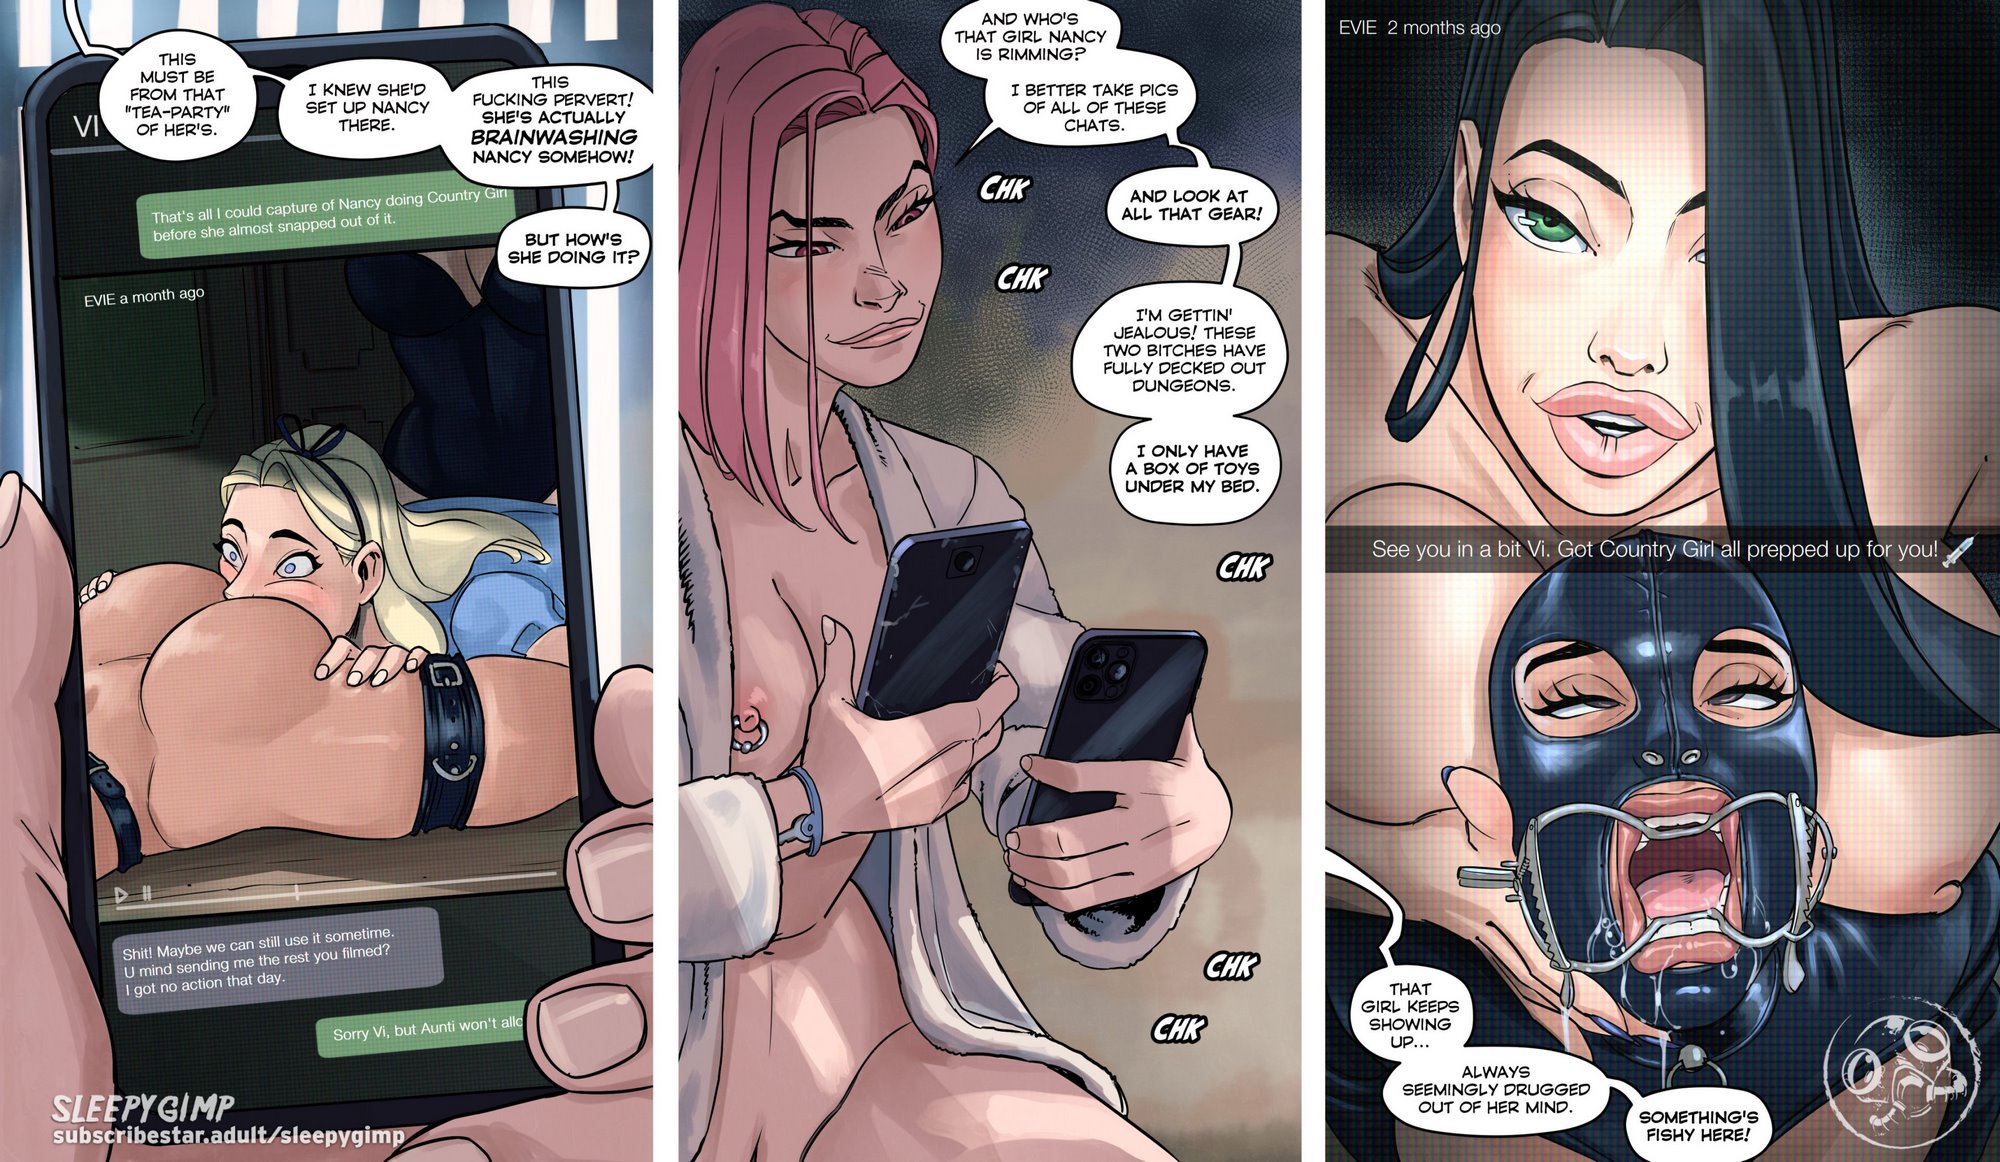 THIS
MUST BE
FROM THAT
"TEA-PARTY"
OF HER'S.
I KNEW SHE'D
SET UP NANCY
THERE.
THIS
FUCKING PERVERT!
SHE'S ACTUALLY
BRAINWASHING
NANCY SOMEHOW!
BUT HOW'S
SHE DOING IT?
VI
That's all I could capture of Nancy doing Country Girl
before she almost snapped out of it.
EVIE a month ago
Shit! Maybe we can still use it sometime.
U mind sending me the rest you filmed?
I got no action that day.
Sorry Vi, but Aunti won't allo
SLEEPYGIMP
subscribestar.adult/sleepygimp
AND WHO'S
THAT GIRL NANCY
IS RIMMING?
I BETTER TAKE PICS
OF ALL OF THESE
CHATS.
CHK
AND LOOK AT
ALL THAT GEAR!
CHK
I'M GETTIN'
JEALOUS! THESE
TWO BITCHES HAVE
FULLY DECKED OUT
DUNGEONS.
I ONLY HAVE
A BOX OF TOYS
UNDER MY BED.
CHK
CHK
CHK
EVIE 2 months ago
See you in a bit Vi. Got Country Girl all prepped up for you!
THAT
GIRL KEEPS
SHOWING
UP...
ALWAYS
SEEMINGLY DRUGGED
OUT OF HER MIND.
SOMETHING'S
FISHY HERE!